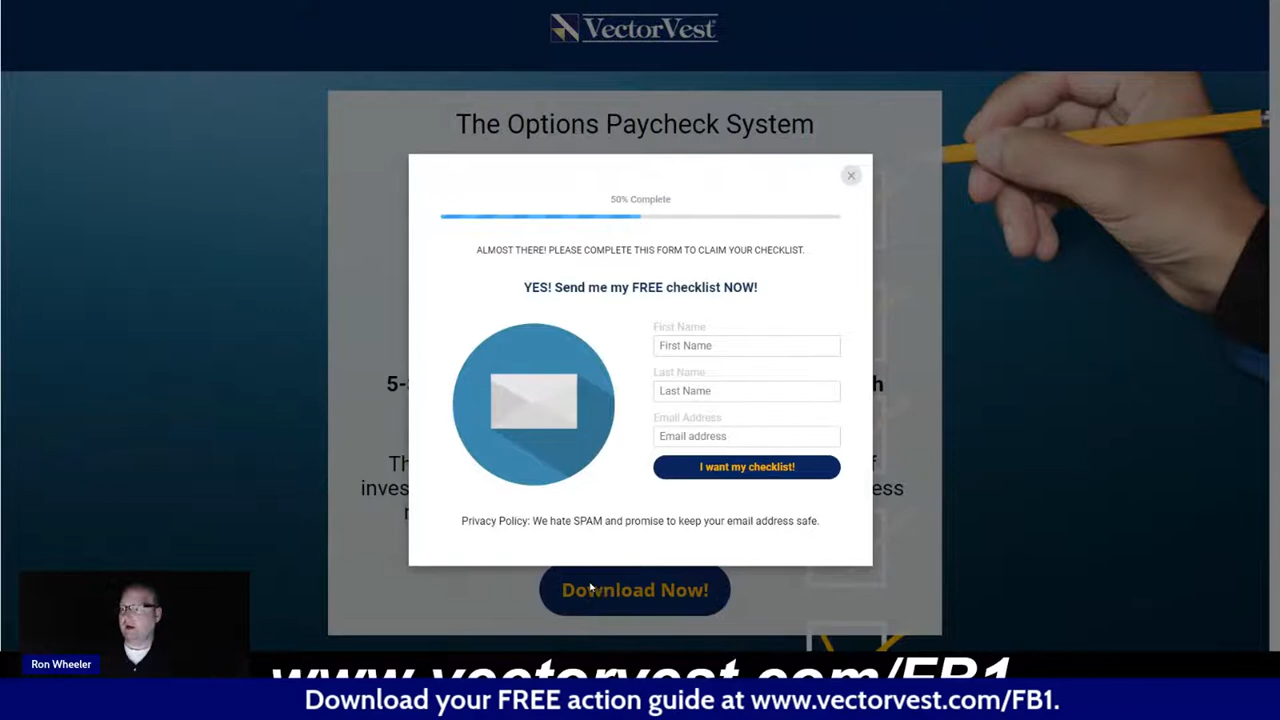 VectorVest
The Options Paycheck System
50% Complete
ALMOST THERE! PLEASE COMPLETE THIS FORM TO CLAIM YOUR CHECKLIST.
YES! Send me my FREE checklist NOW!
First Name
First Name
Last Name
Last Name
Email Address
Email address
I want my checklist!
Privacy Policy: We hate SPAM and promise to keep your email address safe.
Download Now!
Ron Wheeler
www.vectorvest.com/FB1
Download your FREE action guide at www.vectorvest.com/FB1.